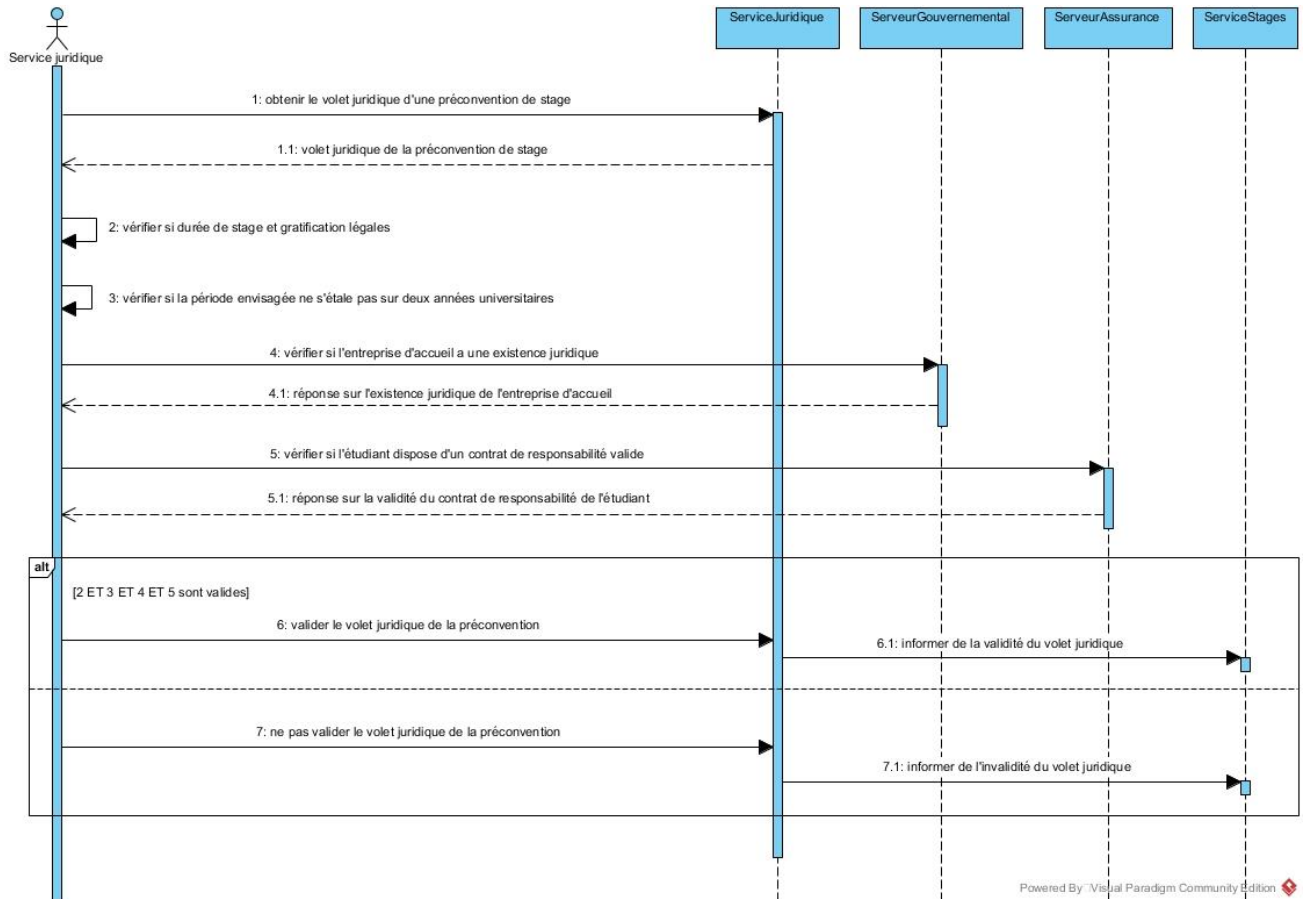 Service juridique
ServiceJuridique
ServeurGouvernemental
ServeurAssurance
ServiceStages
1: obtenir le volet juridique d'une préconvention de stage
1.1: volet juridique de la préconvention de stage
2: vérifier si durée de stage et gratification légales
3: vérifier si la période envisagée ne s'étale pas sur deux années universitaires
4: vérifier si l'entreprise d'accueil a une existence juridique
4.1: réponse sur l'existence juridique de l'entreprise d'accueil
5: vérifier si l'étudiant dispose d'un contrat de responsabilité valide
5.1: réponse sur la validité du contrat de responsabilité de l'étudiant
alt
[2 ET 3 ET 4 ET 5 sont valides]
6: valider le volet juridique de la préconvention
6.1: informer de la validité du volet juridique
7: ne pas valider le volet juridique de la préconvention
7.1: informer de l'invalidité du volet juridique
Powered By Visual Paradigm Community Edition